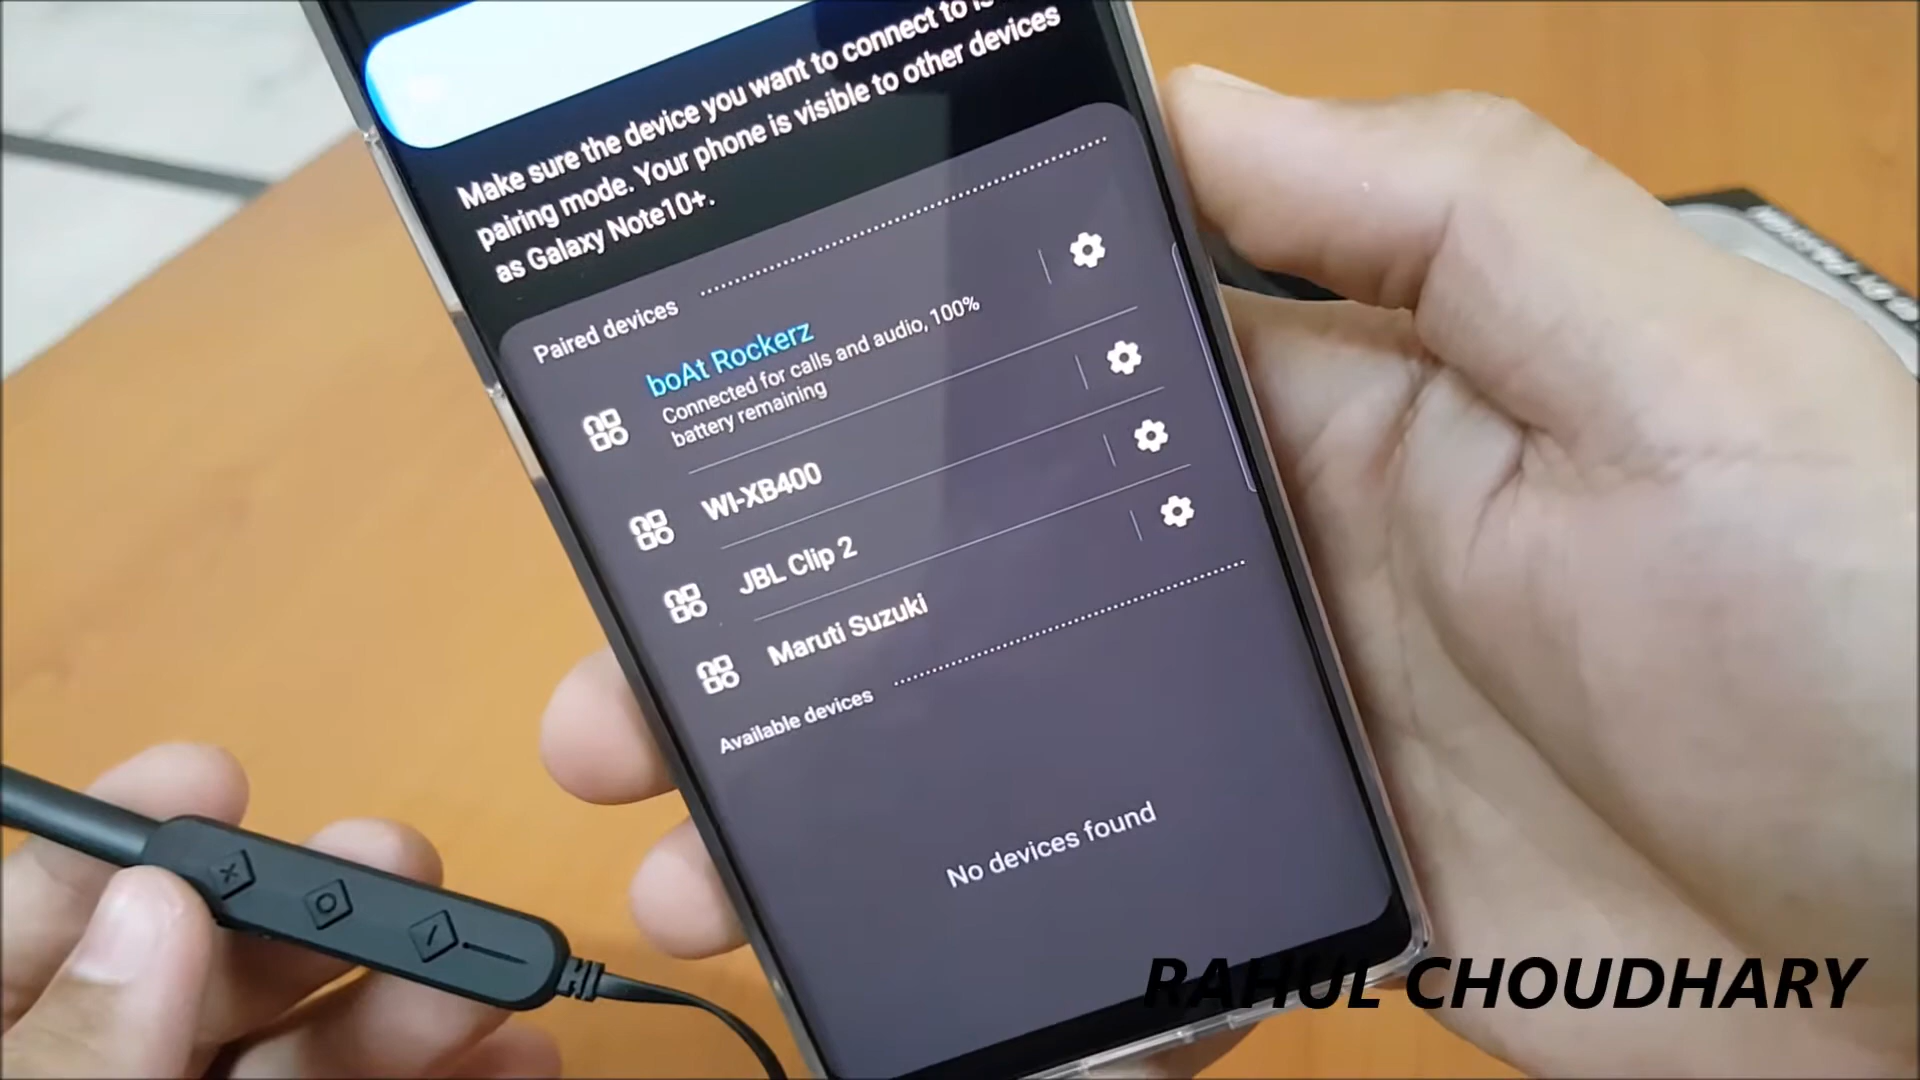 Make sure the device you want to connect to is
pairing mode. Your phone is visible to other devices
as Galaxy Note10+.
Paired devices
boAt Rockerz
Connected for calls and audio, 100%
battery remaining
WI-XB400
JBL Clip 2
Maruti Suzuki
Available devices
No devices found
RAHUL CHOUDHARY